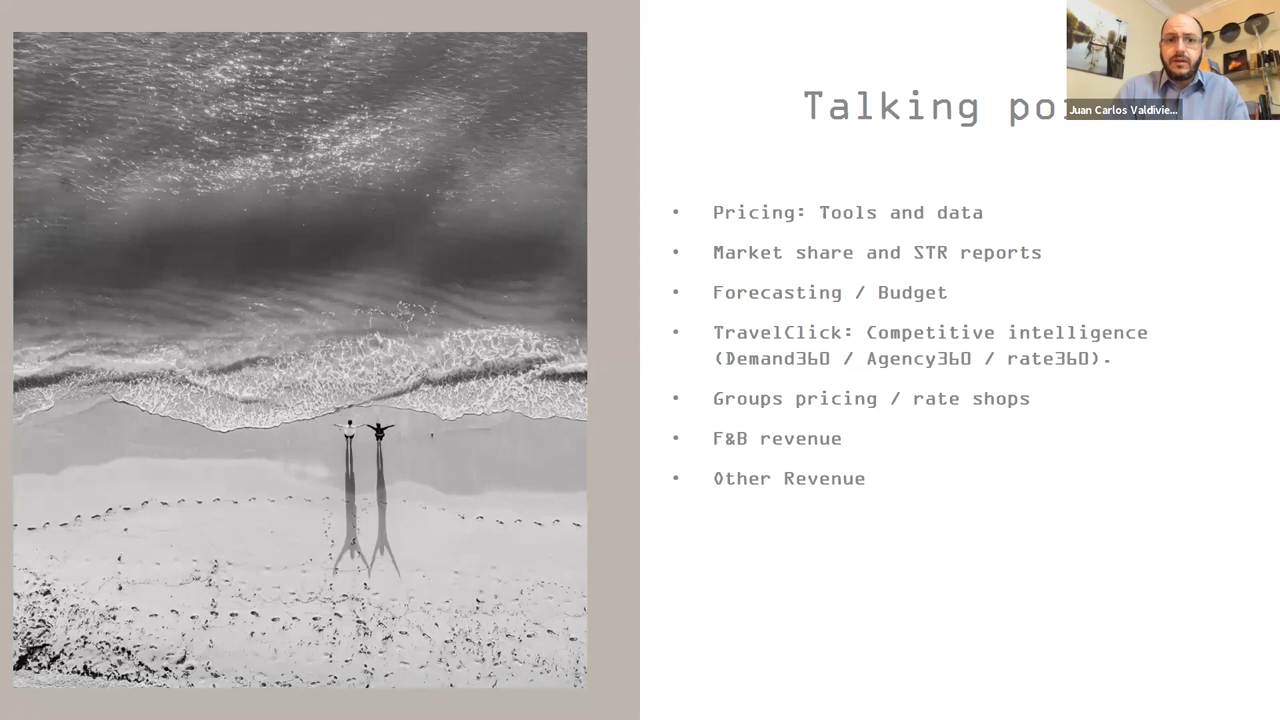 Talking
Juan Carlos Valdivie...
• Pricing: Tools and data
• Market share and STR reports
• Forecasting / Budget
• TravelClick: Competitive intelligence
(Demand360 / Agency360 / rate360).
• Groups pricing / rate shops
• F&B revenue
• Other Revenue